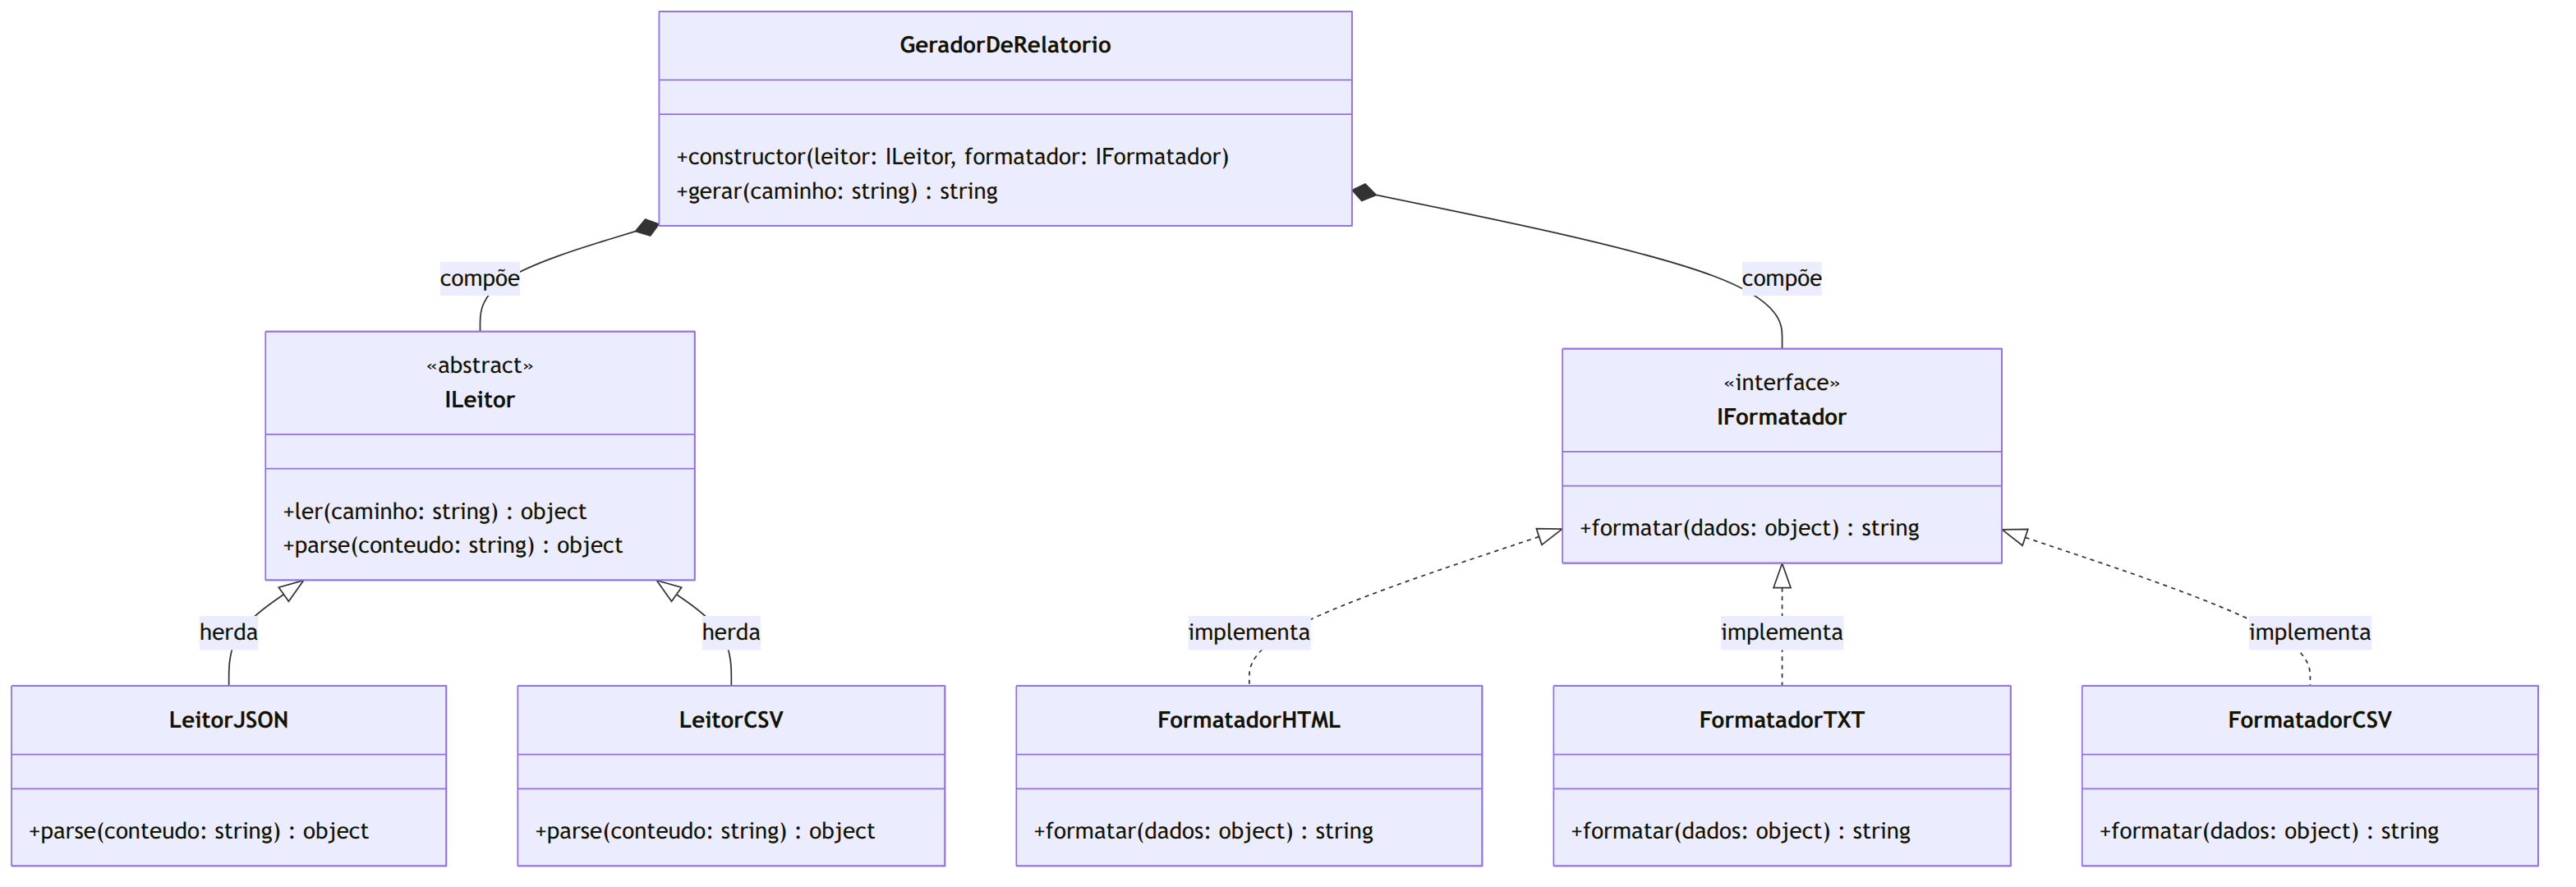 GeradorDeRelatorio
+constructor(leitor: ILeitor, formatador: IFormatador)
+gerar(caminho: string) : string
compõe
compõe
«abstract»
ILeitor
+ler(caminho: string) : object
+parse(conteudo: string) : object
«interface»
IFormatador
+formatar(dados: object) : string
herda
herda
implementa
implementa
implementa
LeitorJSON
+parse(conteudo: string) : object
LeitorCSV
+parse(conteudo: string) : object
FormatadorHTML
+formatar(dados: object) : string
FormatadorTXT
+formatar(dados: object) : string
FormatadorCSV
+formatar(dados: object) : string